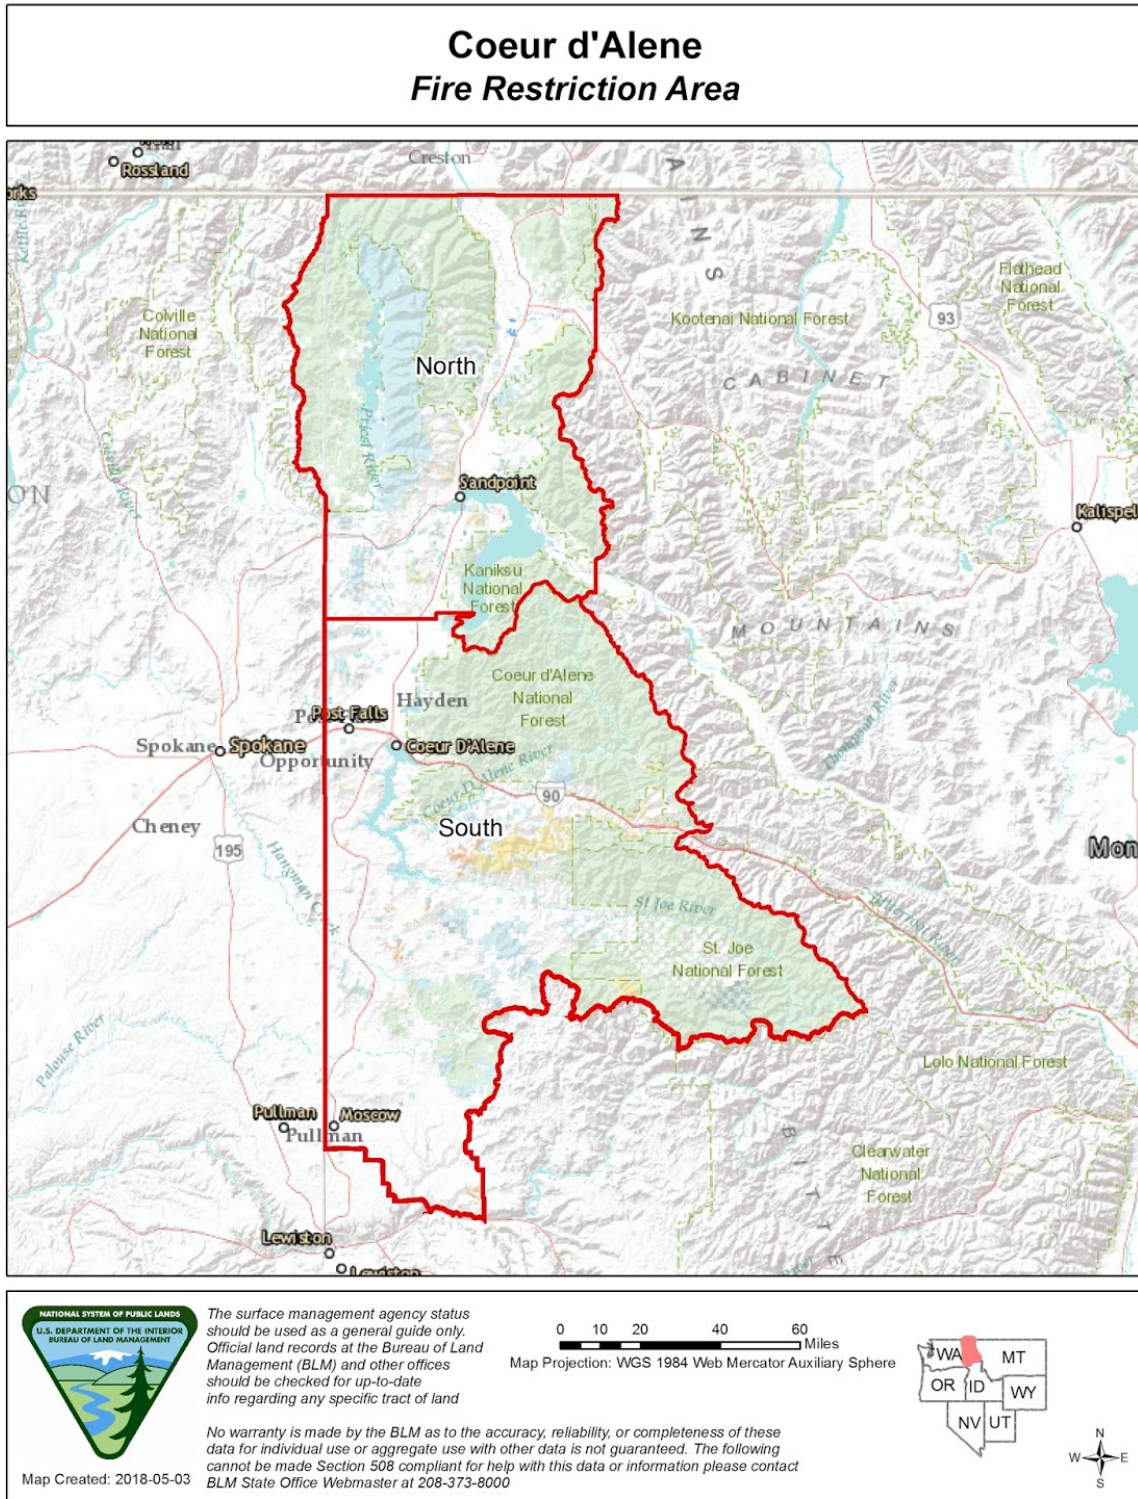 Coeur d'Alene
Fire Restriction Area
Rossland
Creston
Kettle
Colville
National
Forest
Kootenai National Forest
93
Flathead
National
Forest
North
CABINET
Priest River
Sandpoint
Kalispel
Kaniksu
National
Forest
MOUNTAINS
Coeur d'Alene
National
Forest
Hayden
Post Falls
Spokane
Spokane
Opportunity
Coeur D'Alene
Coeur D'Alene River
Thompson River
90
Cheney
195
South
Mon
Hangman Creek
St Joe River
Bitterroot River
St. Joe
National Forest
Palouse River
Lolo National Forest
Pullman
Moscow
Pullman
Clearwater
National
Forest
Lewiston
Lewiston
NATIONAL SYSTEM OF PUBLIC LANDS
U.S. DEPARTMENT OF THE INTERIOR
BUREAU OF LAND MANAGEMENT
Map Created: 2018-05-03
The surface management agency status
should be used as a general guide only.
Official land records at the Bureau of Land
Management (BLM) and other offices
should be checked for up-to-date
info regarding any specific tract of land
No warranty is made by the BLM as to the accuracy, reliability, or completeness of these
data for individual use or aggregate use with other data is not guaranteed. The following
cannot be made Section 508 compliant for help with this data or information please contact
BLM State Office Webmaster at 208-373-8000
0 10 20 40 60
Miles
Map Projection: WGS 1984 Web Mercator Auxiliary Sphere
WA MT
OR ID WY
NV UT
N
W E
S